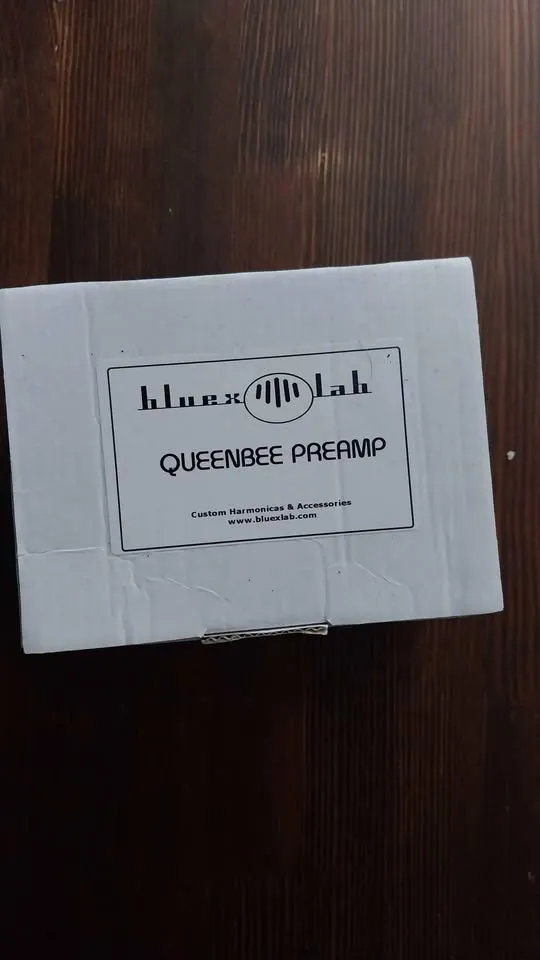 bluex lab
QUEENBEE PREAMP
Custom Harmonicas & Accessories
www.bluexlab.com